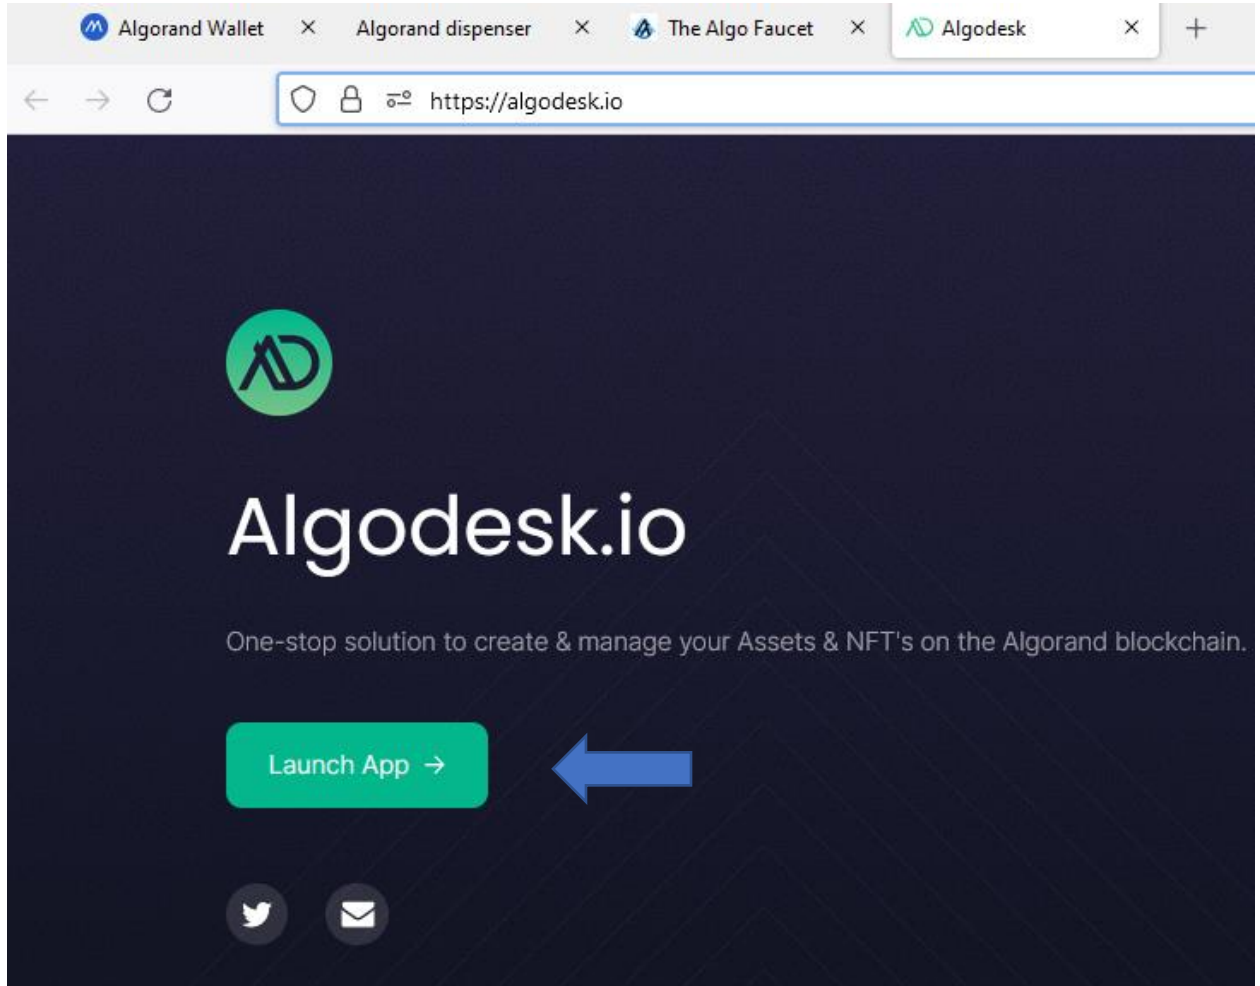 Algorand Wallet
Algorand dispenser
The Algo Faucet
Algodesk
https://algodesk.io
Algodesk.io
One-stop solution to create & manage your Assets & NFT's on the Algorand blockchain.
Launch App →